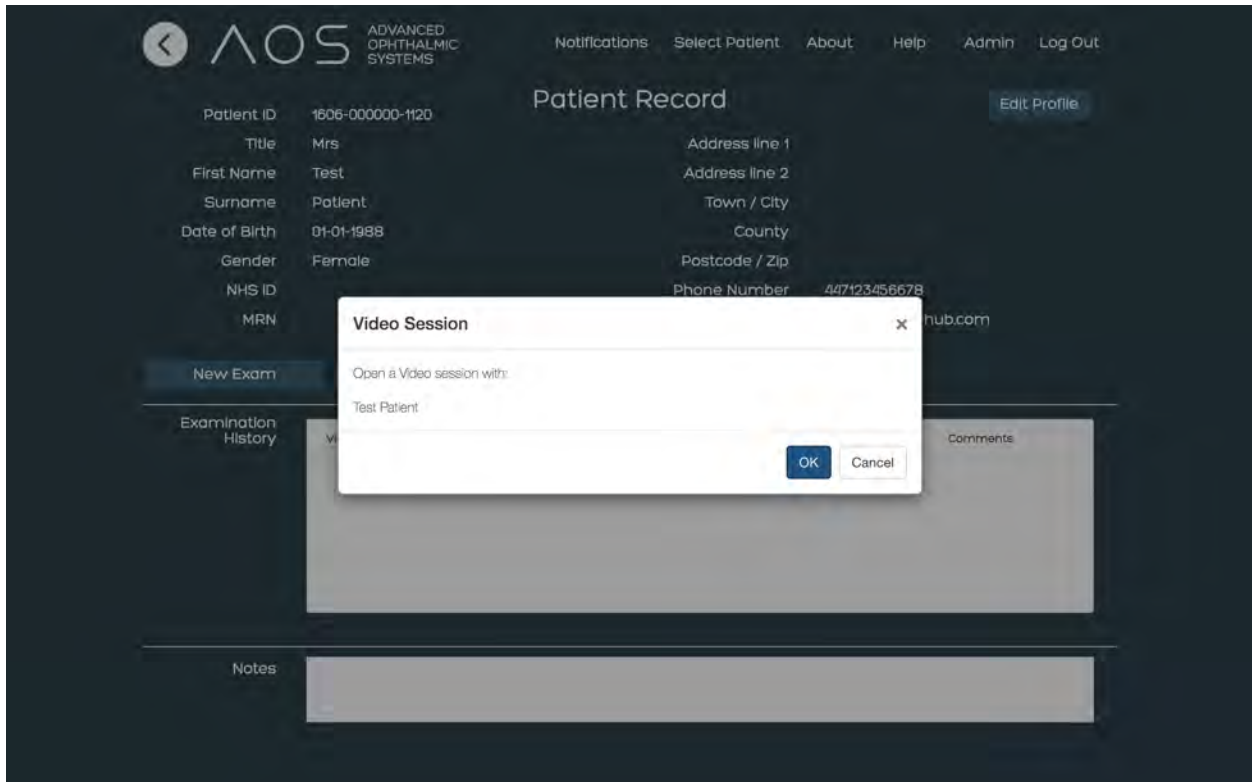 AOS ADVANCED
OPHTHALMIC
SYSTEMS
Notifications Select Patient About Help Admin Log Out
Patient Record
Edit Profile
Patient ID 1606-000000-1120
Title Mrs
First Name Test
Surname Patient
Date of Birth 01-01-1988
Gender Female
NHS ID
MRN
Address line 1
Address line 2
Town / City
County
Postcode / Zip
Phone Number 447123456678
hub.com
Video Session ×
Open a Video session with:
Test Patient
OK Cancel
New Exam
Examination
History
Comments
Notes